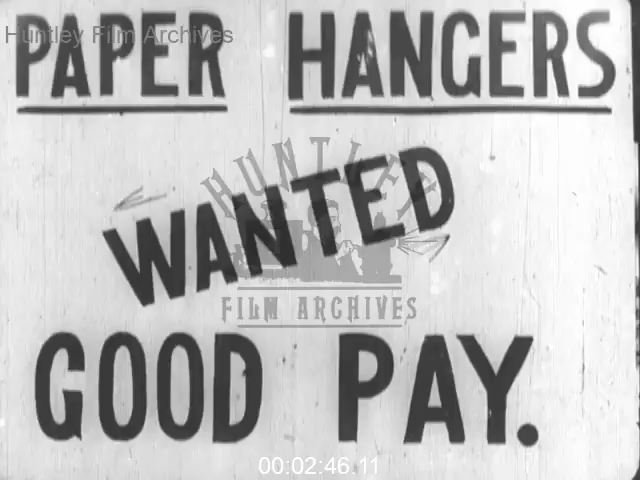 Huntley Film Archives
PAPER HANGERS
WANTED
HUNTLEY
FILM ARCHIVES
GOOD PAY.
00:02:46.11